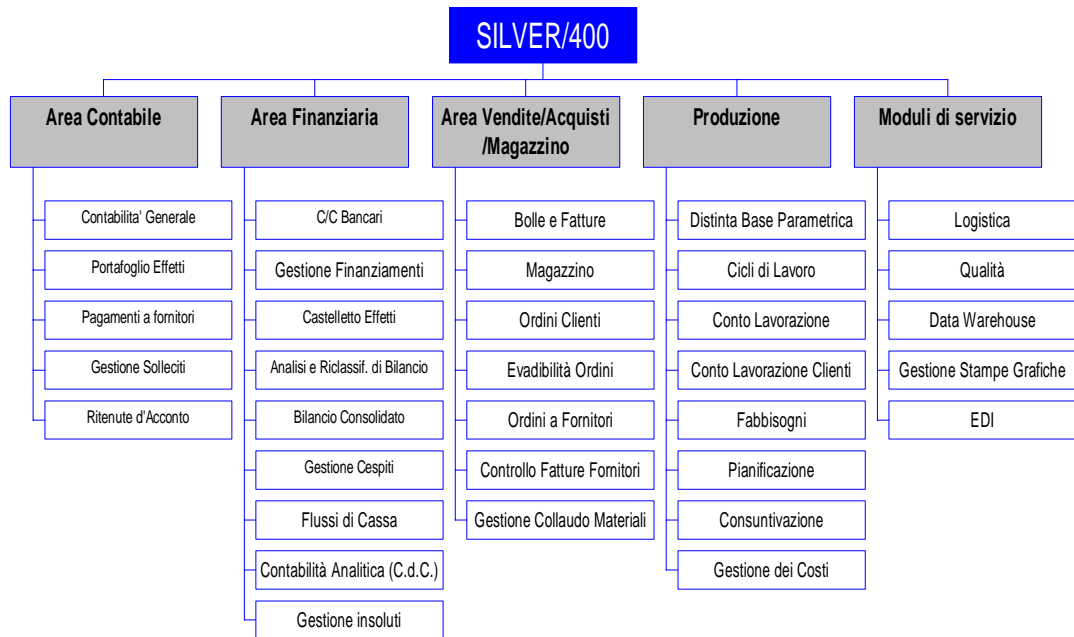 SILVER/400
Area Contabile
Contabilita' Generale
Portafoglio Effetti
Pagamenti a fornitori
Gestione Solleciti
Ritenute d'Acconto
Area Finanziaria
C/C Bancari
Gestione Finanziamenti
Castelletto Effetti
Analisi e Riclassif. di Bilancio
Bilancio Consolidato
Gestione Cespiti
Flussi di Cassa
Contabilità Analitica (C.d.C.)
Gestione insoluti
Area Vendite/Acquisti
/Magazzino
Bolle e Fatture
Magazzino
Ordini Clienti
Evadibilità Ordini
Ordini a Fornitori
Controllo Fatture Fornitori
Gestione Collaudo Materiali
Produzione
Distinta Base Parametrica
Cicli di Lavoro
Conto Lavorazione
Conto Lavorazione Clienti
Fabbisogni
Pianificazione
Consuntivazione
Gestione dei Costi
Moduli di servizio
Logistica
Qualità
Data Warehouse
Gestione Stampe Grafiche
EDI